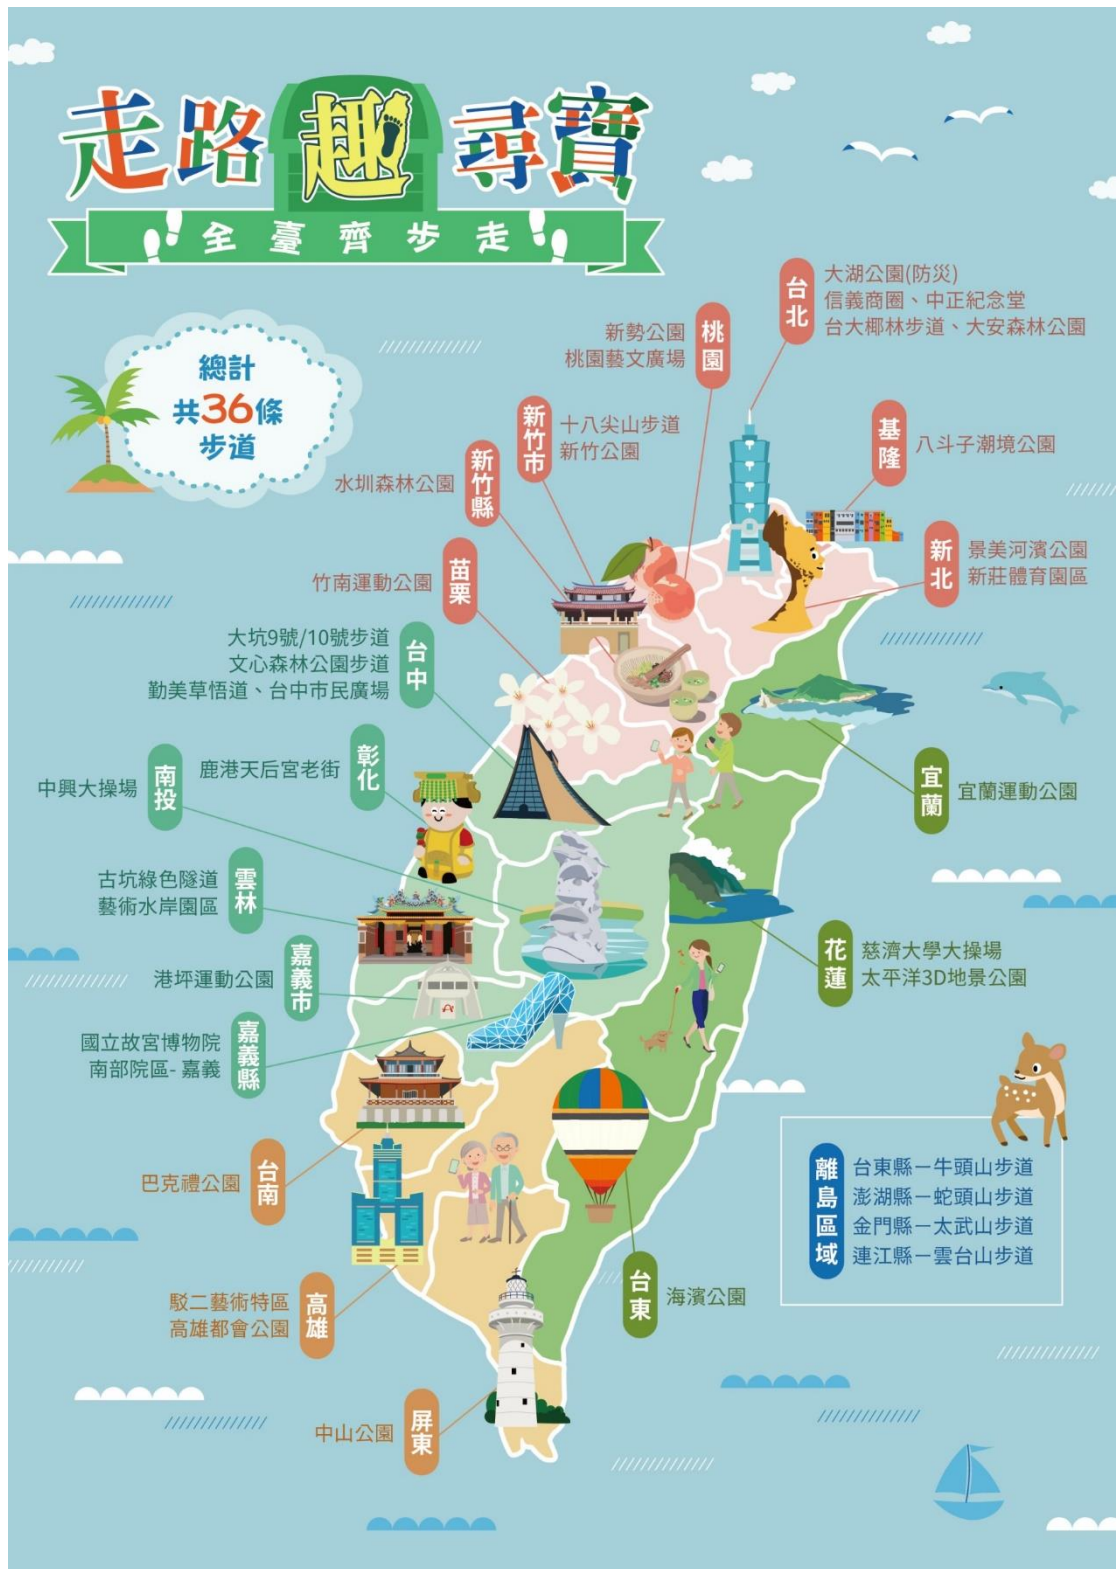 走路趣尋寶
全臺齊步走
總計
共36條
步道
台北
大湖公園(防災)
信義商圈、中正紀念堂
台大椰林步道、大安森林公園
桃園
新勢公園
桃園藝文廣場
新竹市
十八尖山步道
新竹公園
基隆
八斗子潮境公園
新竹縣
水圳森林公園
新北
景美河濱公園
新莊體育園區
苗栗
竹南運動公園
台中
大坑9號/10號步道
文心森林公園步道
勤美草悟道、台中市民廣場
彰化
鹿港天后宮老街
南投
中興大操場
宜蘭
宜蘭運動公園
雲林
古坑綠色隧道
藝術水岸園區
花蓮
慈濟大學大操場
太平洋3D地景公園
嘉義市
港坪運動公園
嘉義縣
國立故宮博物院
南部院區- 嘉義
台南
巴克禮公園
離島區域
台東縣－牛頭山步道
澎湖縣－蛇頭山步道
金門縣－太武山步道
連江縣－雲台山步道
高雄
駁二藝術特區
高雄都會公園
台東
海濱公園
屏東
中山公園